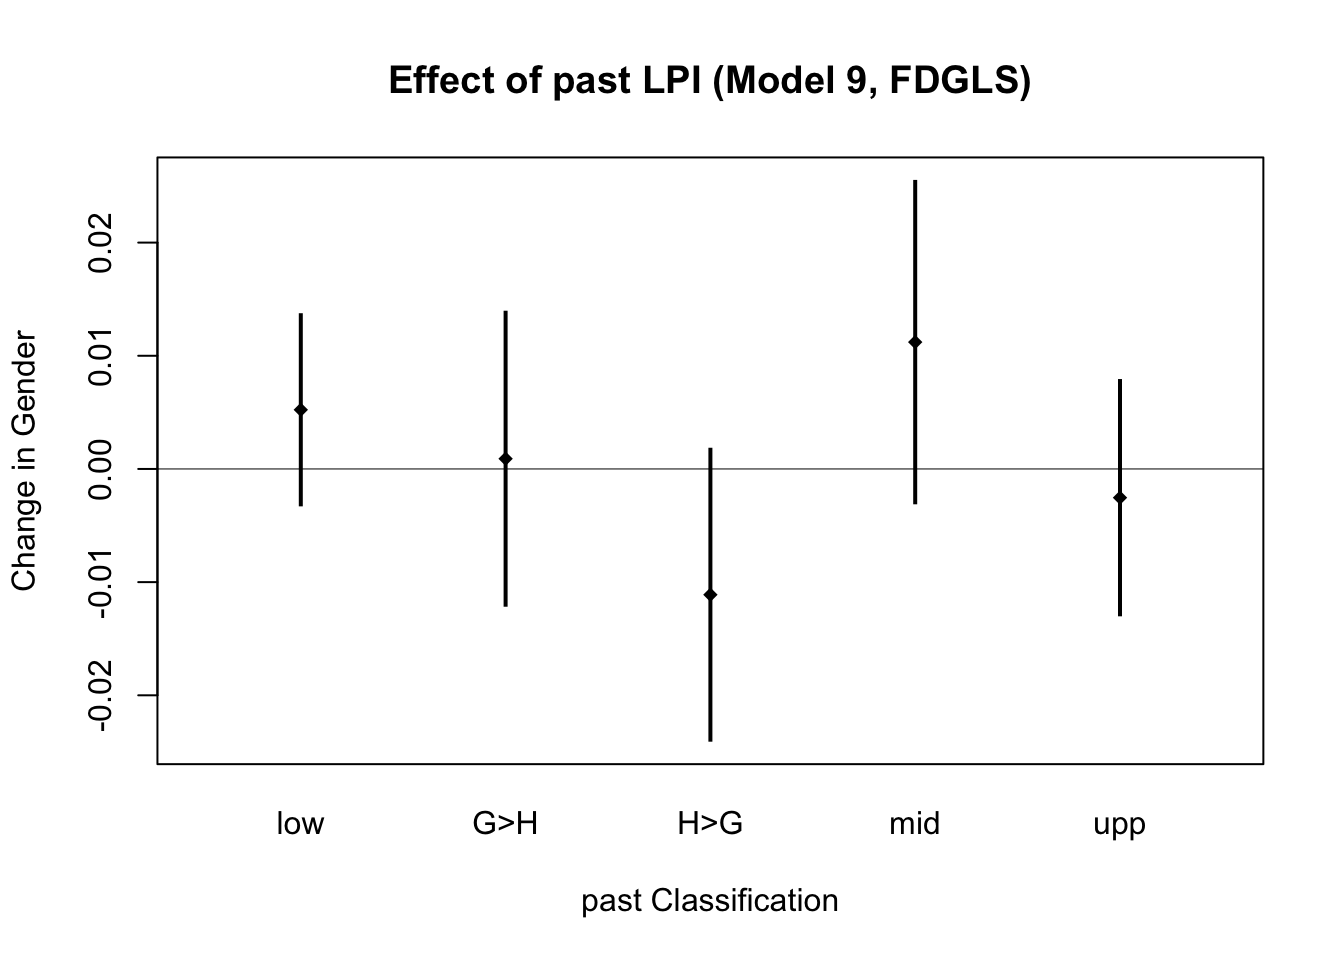 Effect of past LPI (Model 9, FDGLS)
Change in Gender
0.02
0.01
0.00
-0.01
-0.02
low G>H H>G mid upp
past Classification